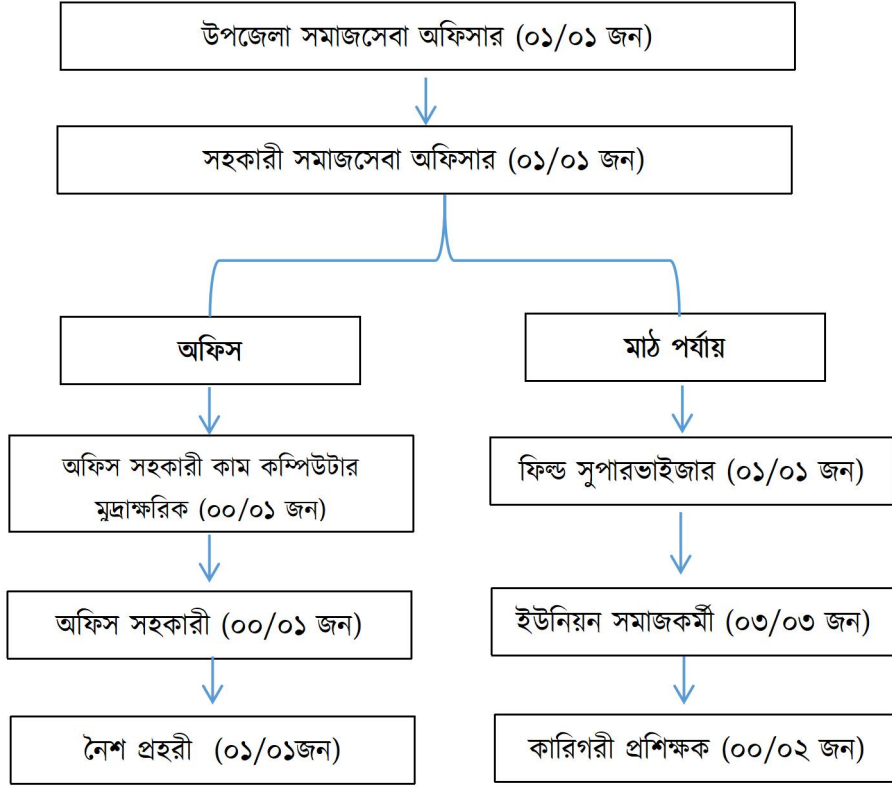 উপজেলা সমাজসেবা অফিসার (০১/০১ জন)
সহকারী সমাজসেবা অফিসার (০১/০১ জন)
অফিস
অফিস সহকারী কাম কম্পিউটার
মুদ্রাক্ষরিক (০০/০১ জন)
অফিস সহকারী (০০/০১ জন)
নৈশ প্রহরী (০১/০১জন)
মাঠ পর্যায়
ফিল্ড সুপারভাইজার (০১/০১ জন)
ইউনিয়ন সমাজকর্মী (০৩/০৩ জন)
কারিগরী প্রশিক্ষক (০০/০২ জন)